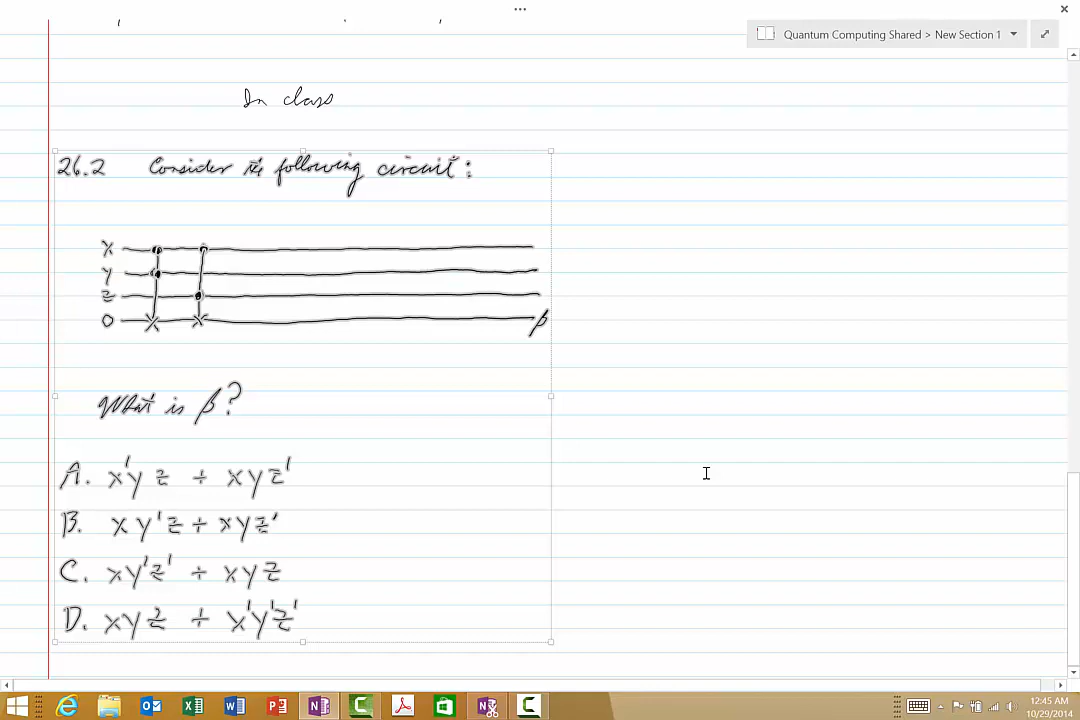 Quantum Computing Shared > New Section 1
In class
26.2 Consider the following circuit:
X
Y
Z
0 β
What is β?
A. x'yz + xyz'
B. xy'z + xyz'
C. xy'z' + xyz
D. xyz + x'y'z'
12:45 AM
10/29/2014